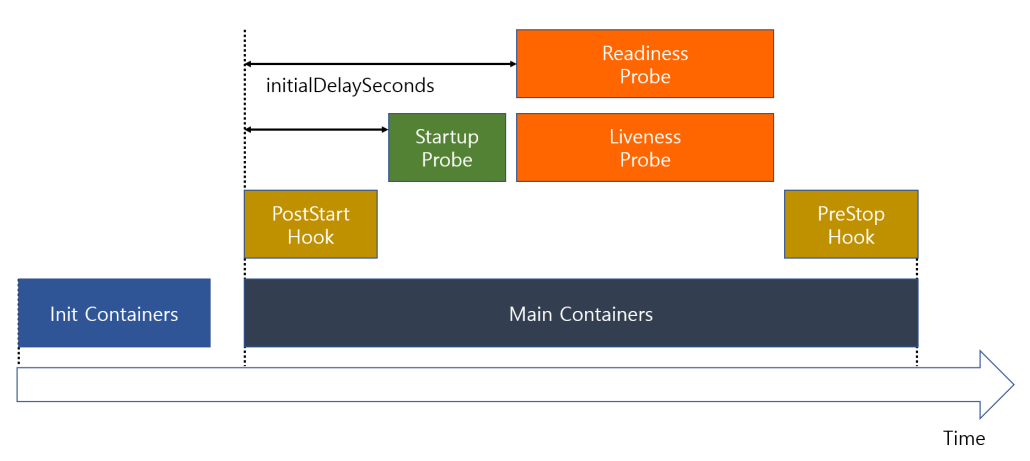 Readiness
Probe
initialDelaySeconds
Startup
Probe
Liveness
Probe
PostStart
Hook
PreStop
Hook
Init Containers
Main Containers
Time